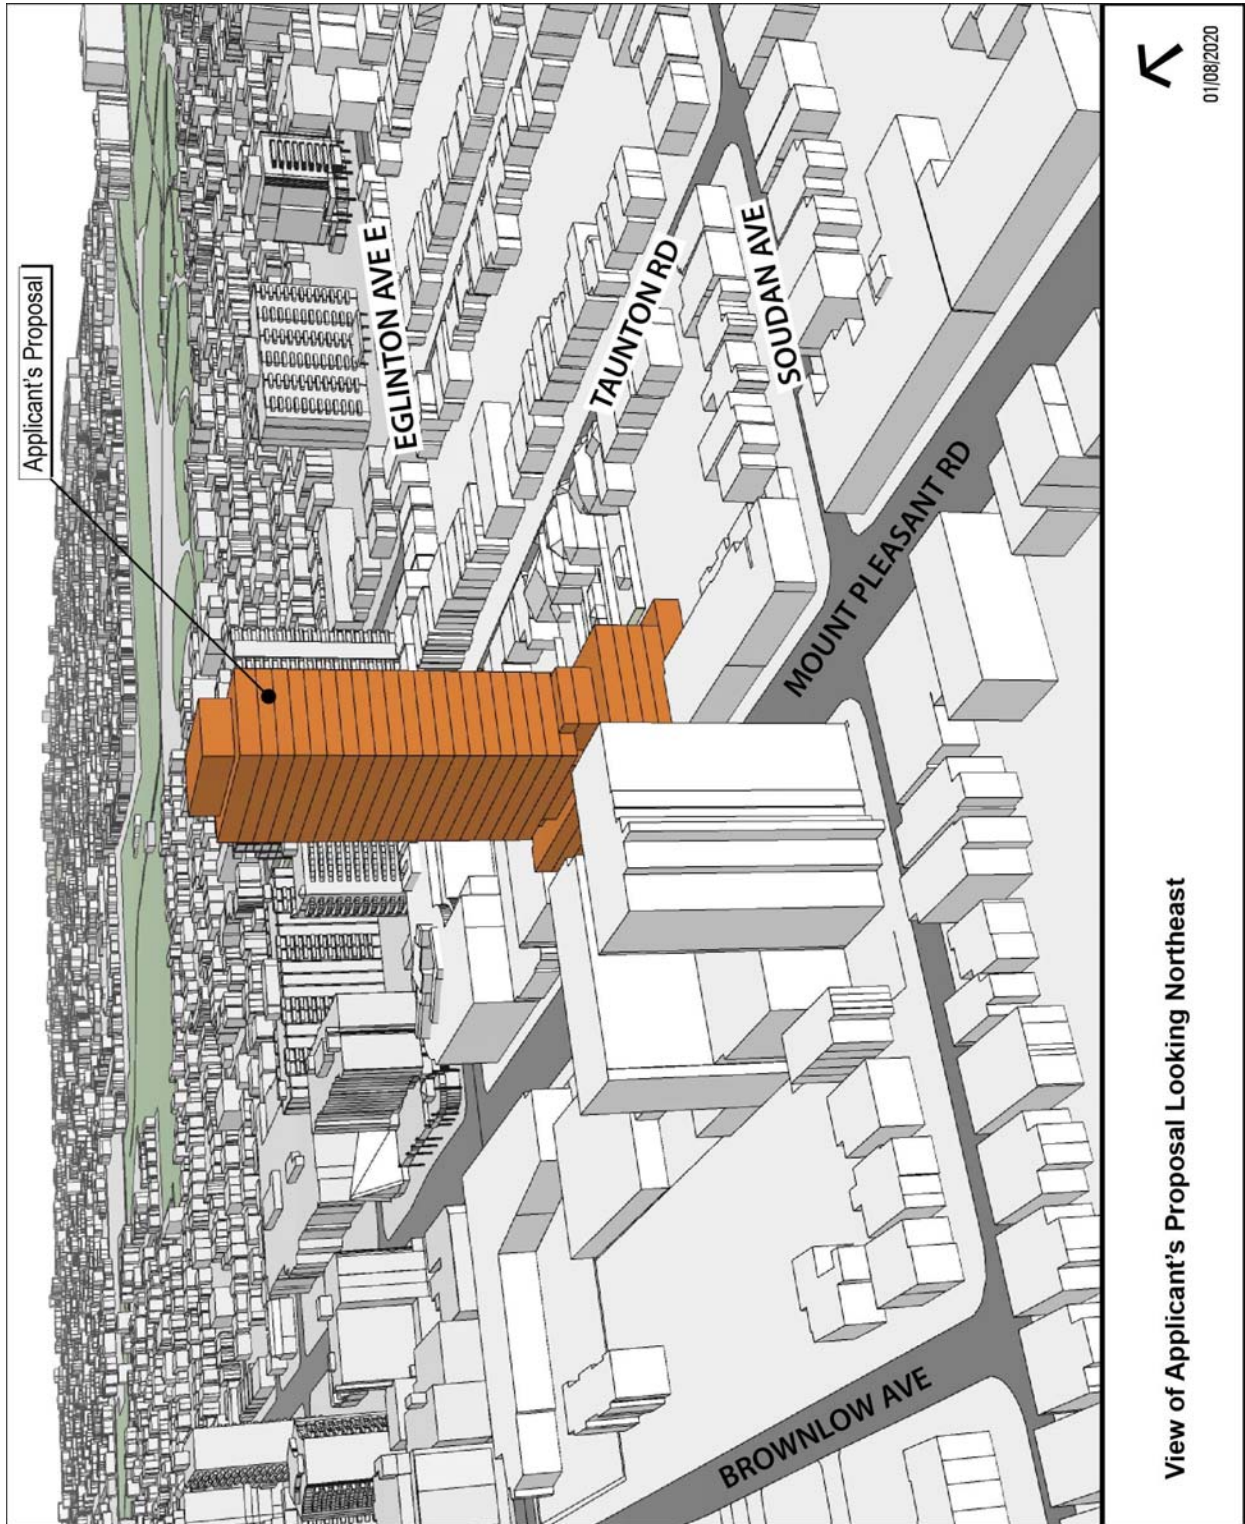 Applicant's Proposal
EGLINTON AVE E
TAUNTON RD
SOUDAN AVE
MOUNT PLEASANT RD
BROWNLOW AVE
View of Applicant's Proposal Looking Northeast
01/08/2020